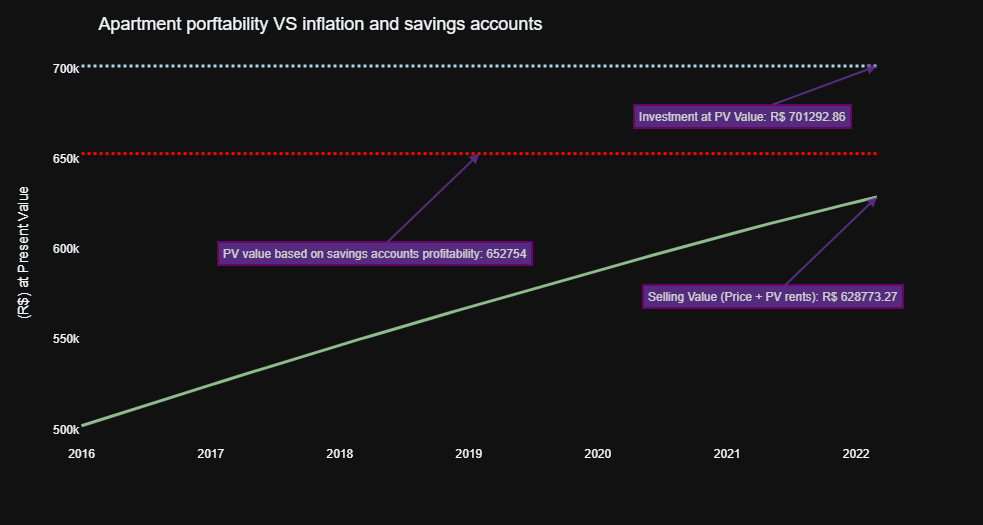 Apartment porftability VS inflation and savings accounts
700k
Investment at PV Value: R$ 701292.86
650k
PV value based on savings accounts profitability: 652754
600k
(R$) at Present Value
Selling Value (Price + PV rents): R$ 628773.27
550k
500k
2016 2017 2018 2019 2020 2021 2022